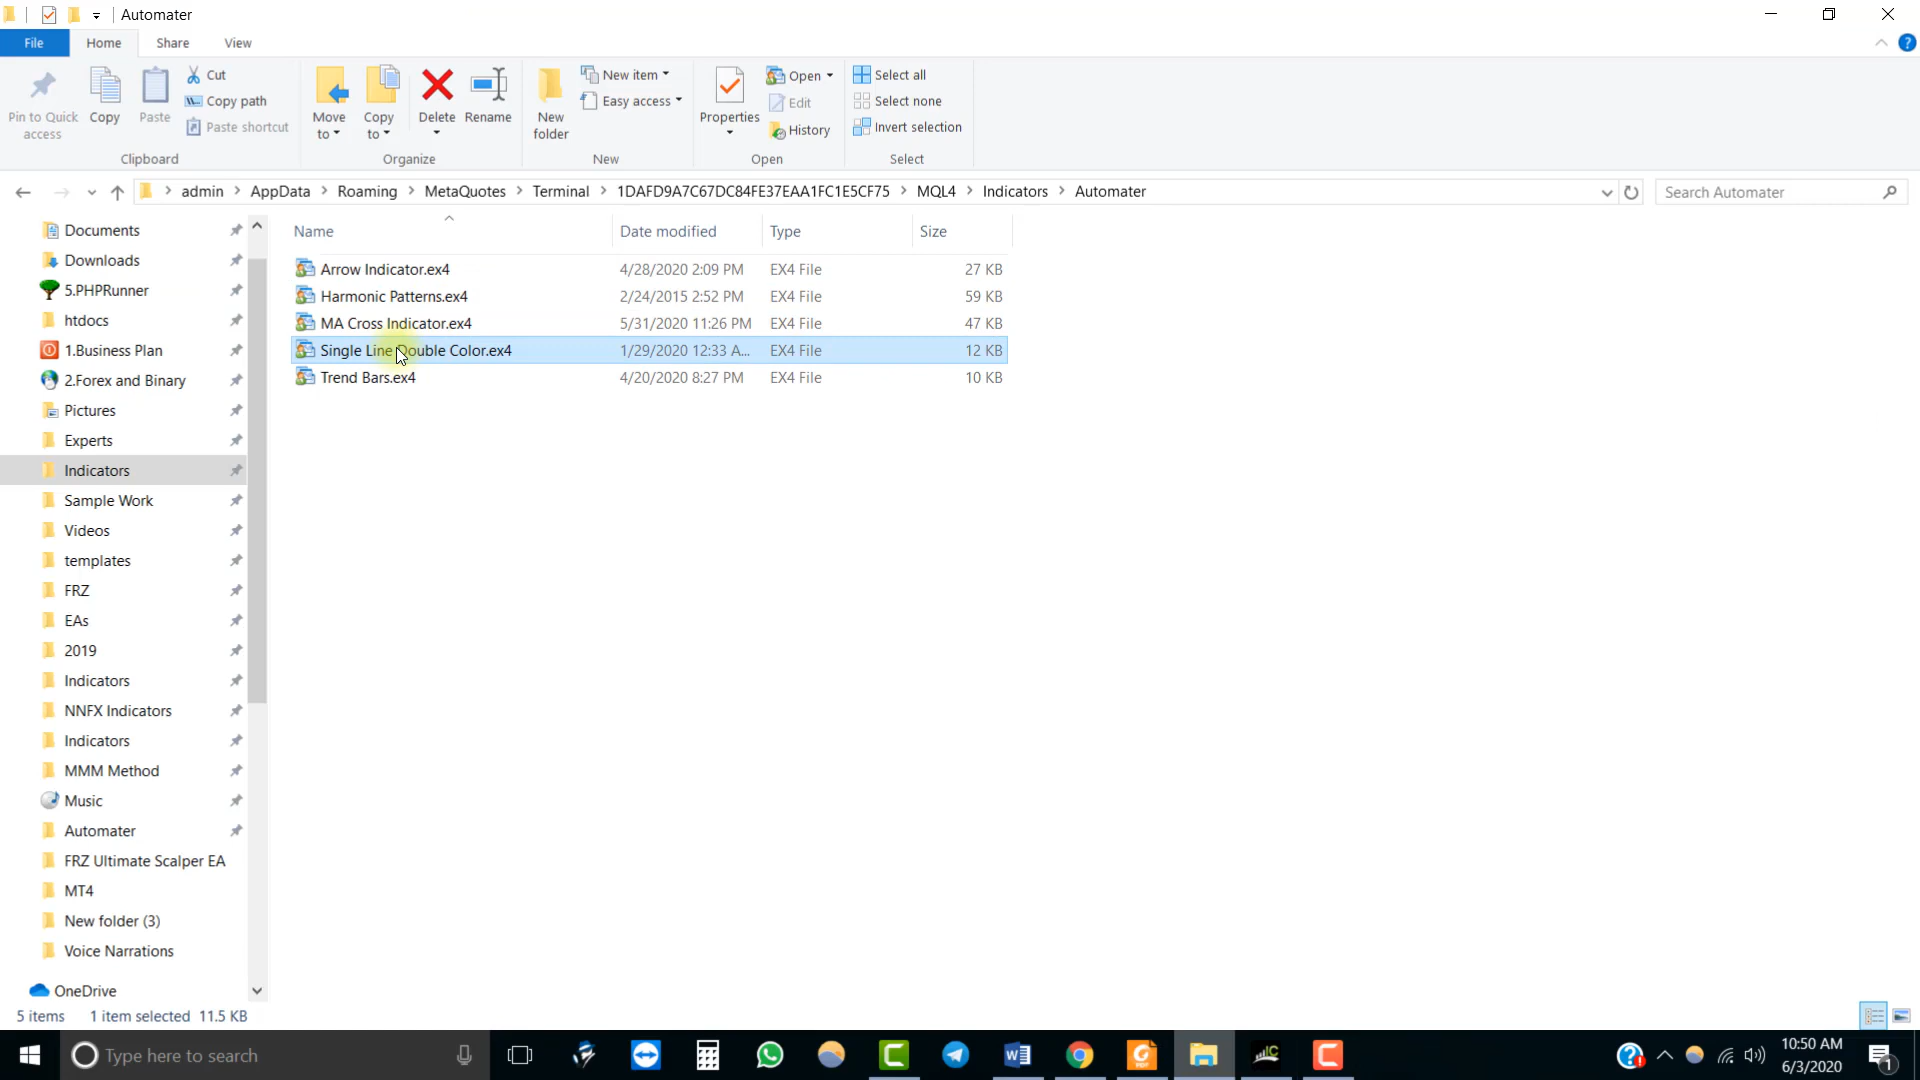 Automater
File Home Share View
Pin to Quick access
Copy
Paste
Cut
Copy path
Paste shortcut
Clipboard
Move to
Copy to
Delete
Rename
Organize
New folder
New item
Easy access
New
Properties
Open
Edit
History
Open
Select all
Select none
Invert selection
Select
admin AppData Roaming MetaQuotes Terminal 1DAFD9A7C67DC84FE37EAA1FC1E5CF75 MQL4 Indicators Automater
Search Automater
Documents
Downloads
5.PHPRunner
htdocs
1.Business Plan
2.Forex and Binary
Pictures
Experts
Indicators
Sample Work
Videos
templates
FRZ
EAs
2019
Indicators
NNFX Indicators
Indicators
MMM Method
Music
Automater
FRZ Ultimate Scalper EA
MT4
New folder (3)
Voice Narrations
OneDrive
Name Date modified Type Size
Arrow Indicator.ex4 4/28/2020 2:09 PM EX4 File 27 KB
Harmonic Patterns.ex4 2/24/2015 2:52 PM EX4 File 59 KB
MA Cross Indicator.ex4 5/31/2020 11:26 PM EX4 File 47 KB
Single Line Double Color.ex4 1/29/2020 12:33 A... EX4 File 12 KB
Trend Bars.ex4 4/20/2020 8:27 PM EX4 File 10 KB
5 items 1 item selected 11.5 KB
Type here to search
10:50 AM
6/3/2020
1